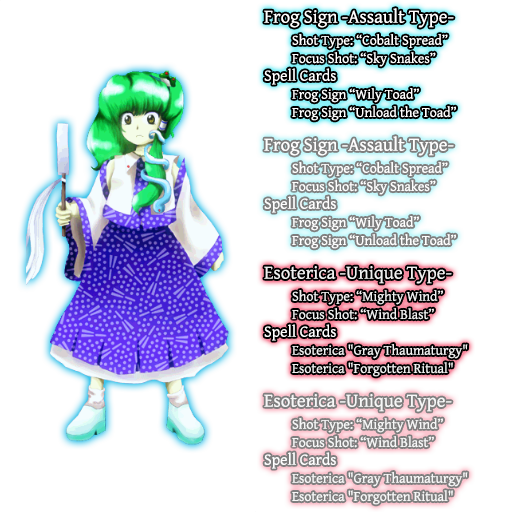 Frog Sign -Assault Type-
Shot Type: “Cobalt Spread”
Focus Shot: “Sky Snakes”
Spell Cards
Frog Sign “Wily Toad”
Frog Sign “Unload the Toad”
Frog Sign -Assault Type-
Shot Type: “Cobalt Spread”
Focus Shot: “Sky Snakes”
Spell Cards
Frog Sign “Wily Toad”
Frog Sign “Unload the Toad”
Esoterica -Unique Type-
Shot Type: “Mighty Wind”
Focus Shot: “Wind Blast”
Spell Cards
Esoterica "Gray Thaumaturgy"
Esoterica "Forgotten Ritual"
Esoterica -Unique Type-
Shot Type: “Mighty Wind”
Focus Shot: “Wind Blast”
Spell Cards
Esoterica "Gray Thaumaturgy"
Esoterica "Forgotten Ritual"